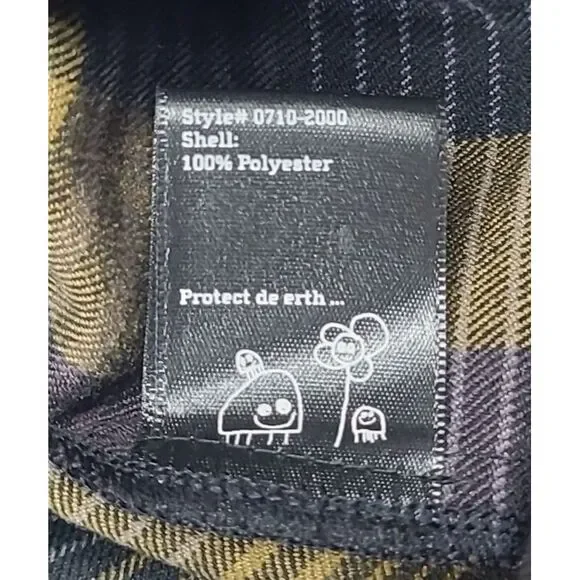 Style# 0710-2000
Shell:
100% Polyester
Protect de erth ...